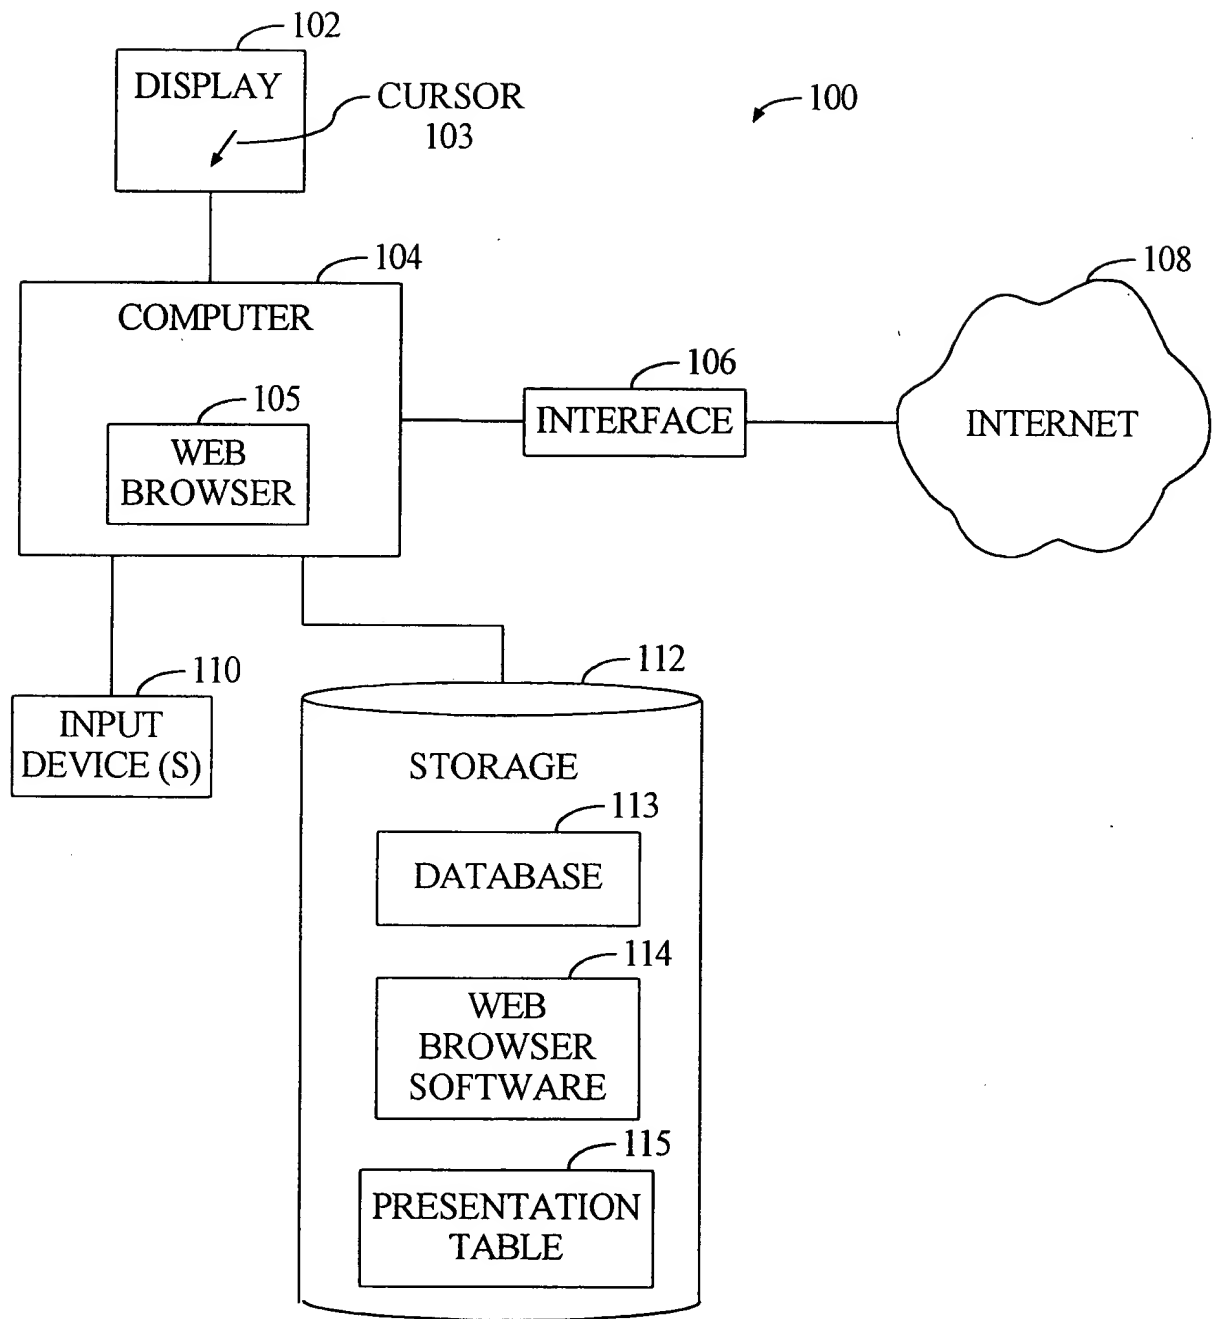 102
DISPLAY
CURSOR
103
100
104
COMPUTER
108
106
INTERFACE
INTERNET
105
WEB
BROWSER
110
INPUT
DEVICE (S)
112
STORAGE
113
DATABASE
114
WEB
BROWSER
SOFTWARE
115
PRESENTATION
TABLE